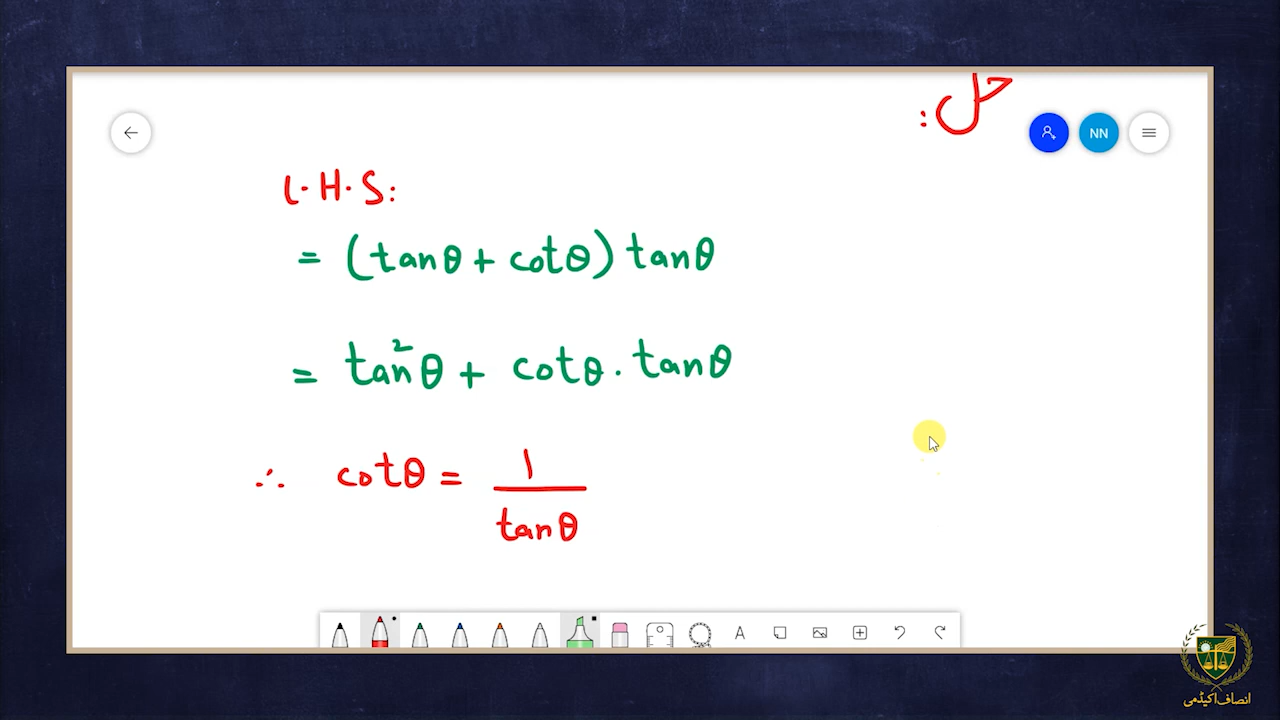 حل :
NN
L.H.S:
= (tanθ + cotθ) tanθ
= tan²θ + cotθ . tanθ
∴ cotθ = 1/tanθ
A
انصاف اکیڈمی